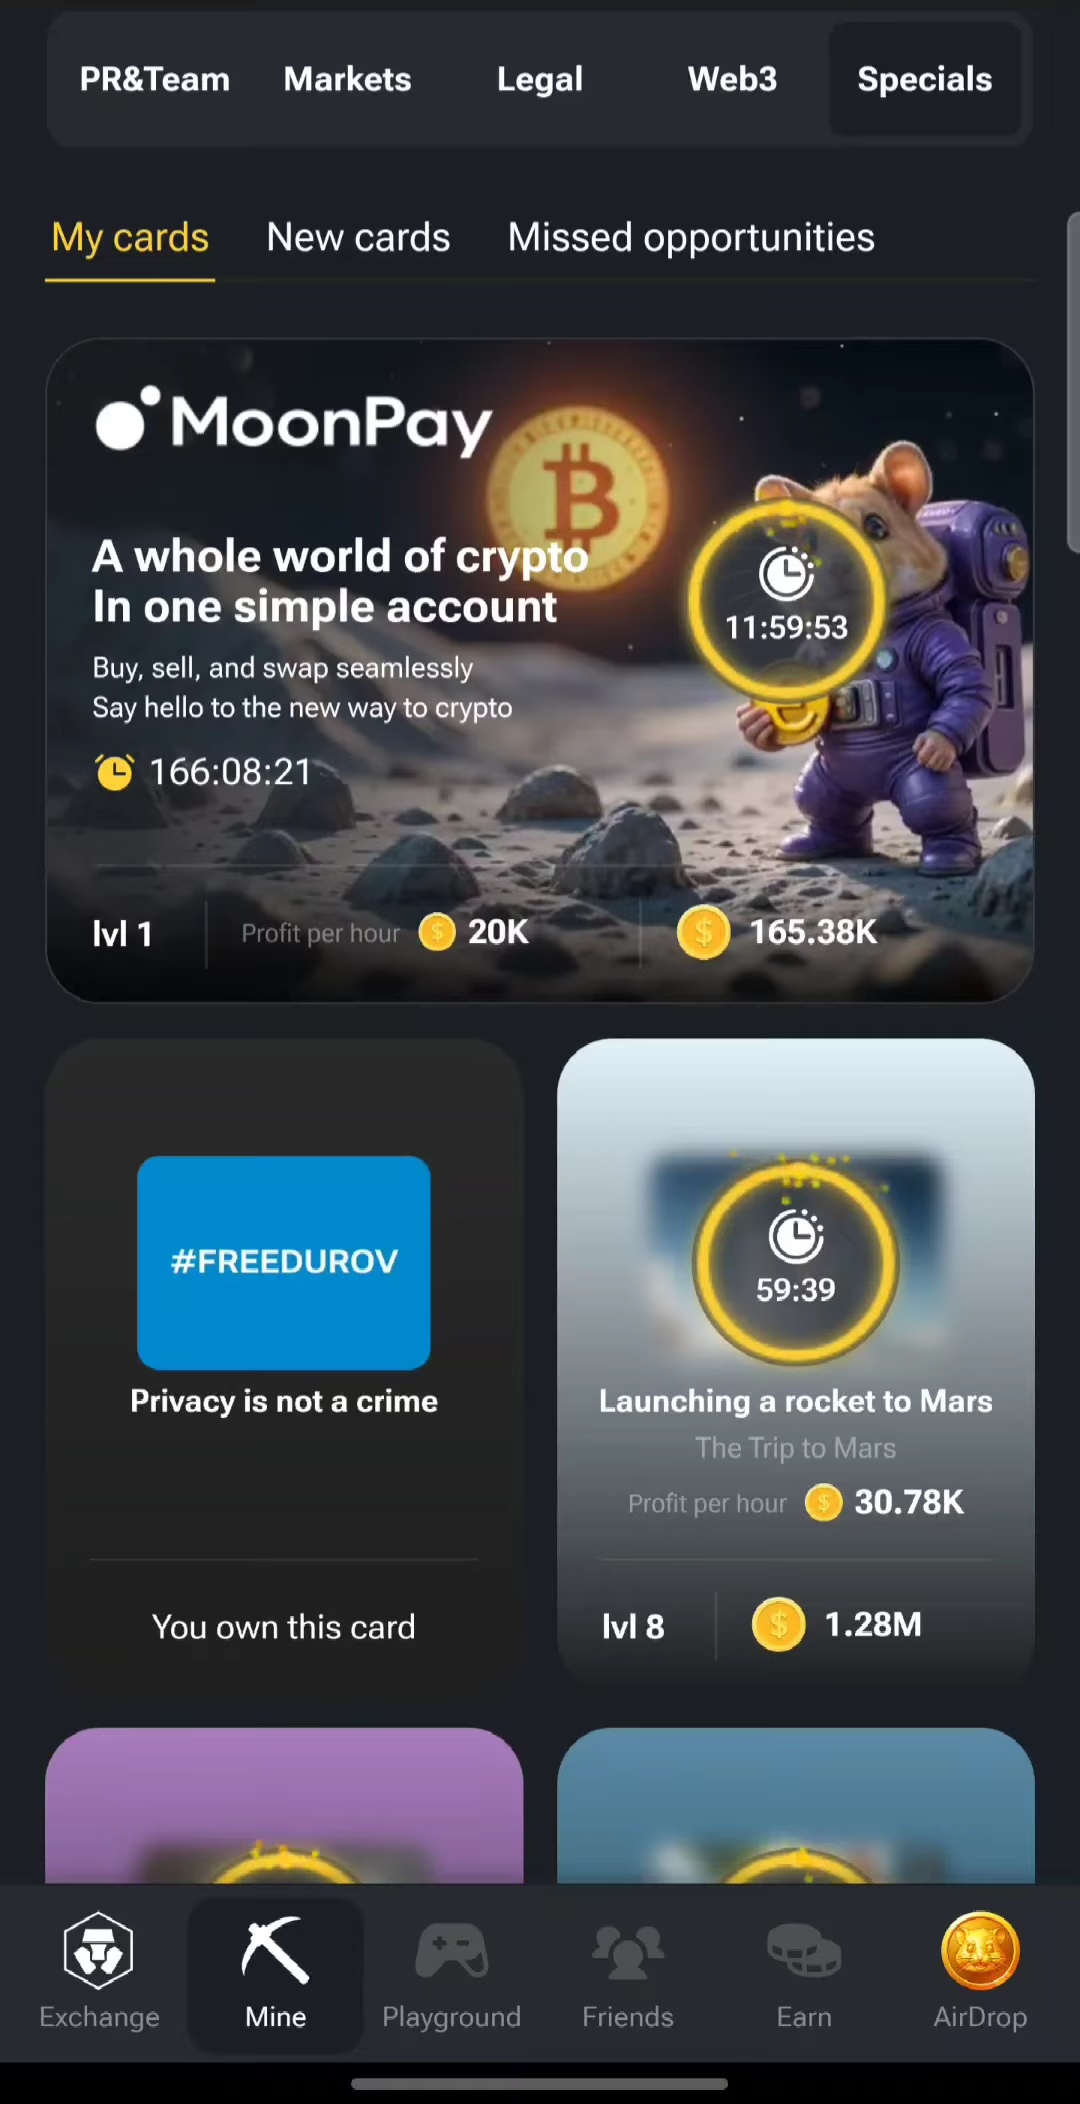 PR&Team
Markets
Legal
Web3
Specials
My cards
New cards
Missed opportunities
MoonPay
A whole world of crypto
In one simple account
Buy, sell, and swap seamlessly
Say hello to the new way to crypto
166:08:21
11:59:53
lvl 1
Profit per hour
20K
165.38K
#FREEDUROV
Privacy is not a crime
You own this card
59:39
Launching a rocket to Mars
The Trip to Mars
Profit per hour
30.78K
lvl 8
1.28M
Exchange
Mine
Playground
Friends
Earn
AirDrop